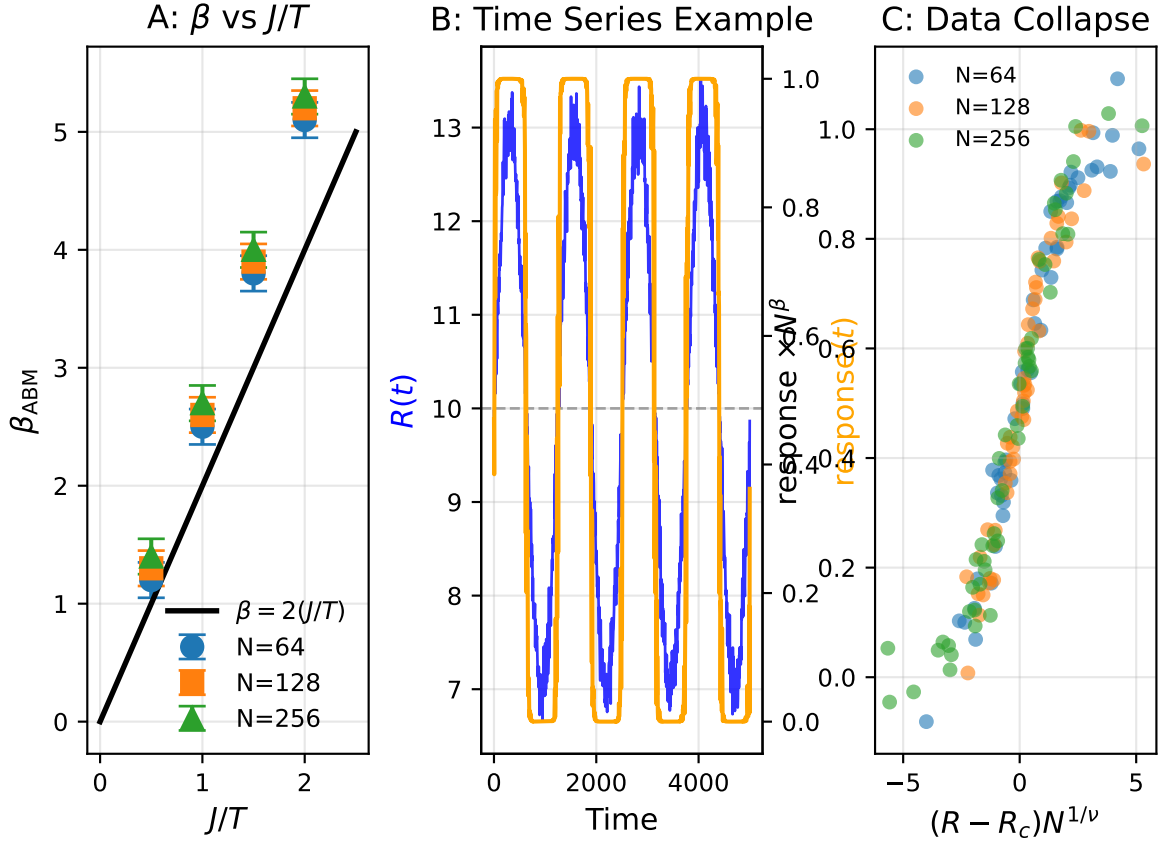 A: β vs J/T
5
4
3
2
1
0
β_ABM
β = 2(J/T)
N=64
N=128
N=256
0
1
2
J/T
B: Time Series Example
13
12
11
10
9
8
7
R(t)
1.0
0.8
0.6
0.4
0.2
0.0
response(t)
0
2000
4000
Time
C: Data Collapse
N=64
N=128
N=256
1.0
0.8
0.6
0.4
0.2
0.0
response × N^β
−5
0
5
(R − R_c)N^{1/ν}